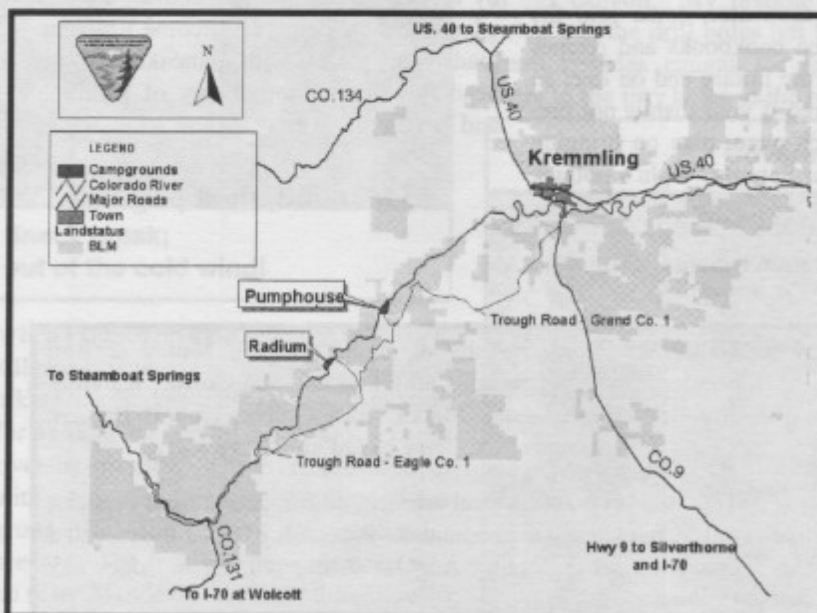 US. 40 to Steamboat Springs
N
CO.134
US.40
LEGEND
Campgrounds
Colorado River
Major Roads
Town
Landstatus
BLM
Kremmling
US.40
Pumphouse
Trough Road - Grand Co. 1
Radium
To Steamboat Springs
Trough Road - Eagle Co. 1
CO.9
CO.131
Hwy 9 to Silverthorne
and I-70
To I-70 at Wolcott